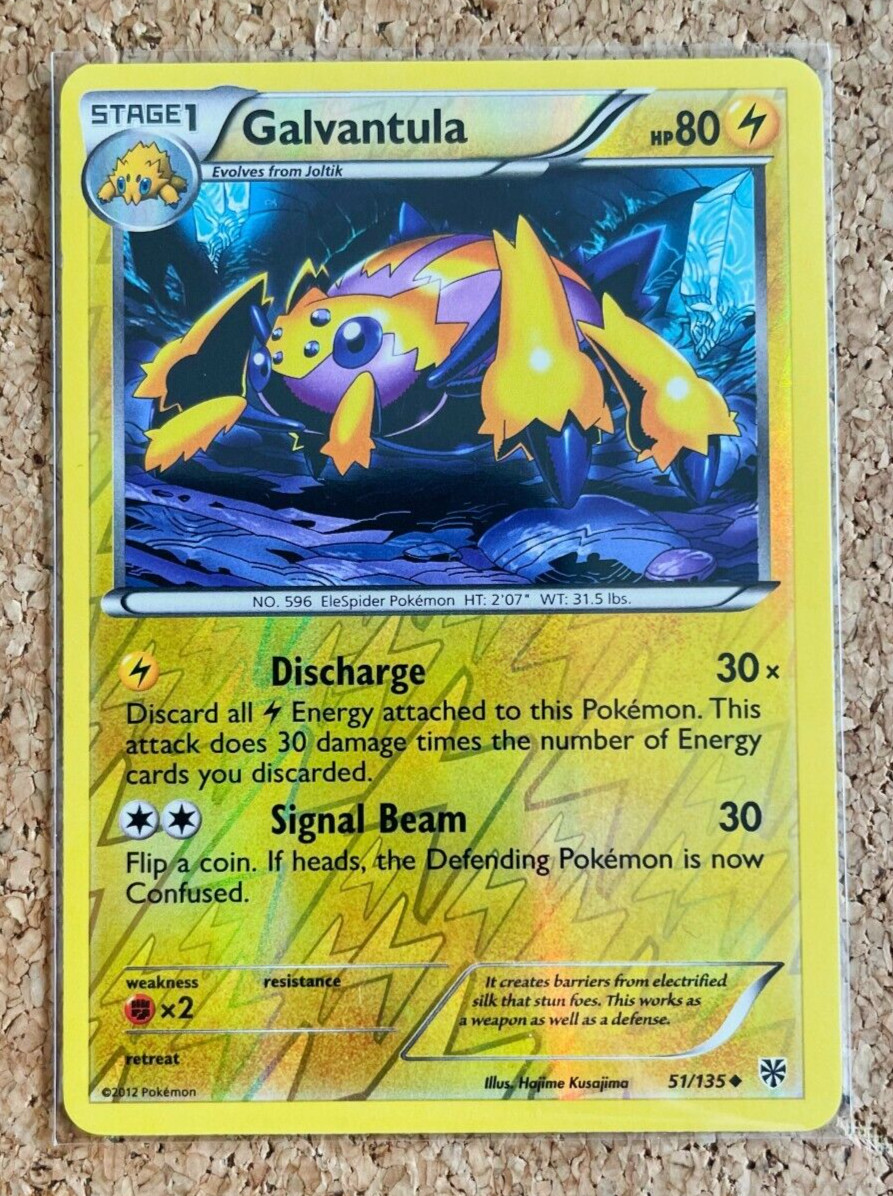 STAGE1
Galvantula
HP80
Evolves from Joltik
NO. 596 EleSpider Pokémon HT: 2'07" WT: 31.5 lbs.
Discharge 30×
Discard all Energy attached to this Pokémon. This
attack does 30 damage times the number of Energy
cards you discarded.
Signal Beam 30
Flip a coin. If heads, the Defending Pokémon is now
Confused.
weakness resistance
×2
It creates barriers from electrified
silk that stun foes. This works as
a weapon as well as a defense.
retreat
©2012 Pokémon
Illus. Hajime Kusajima 51/135